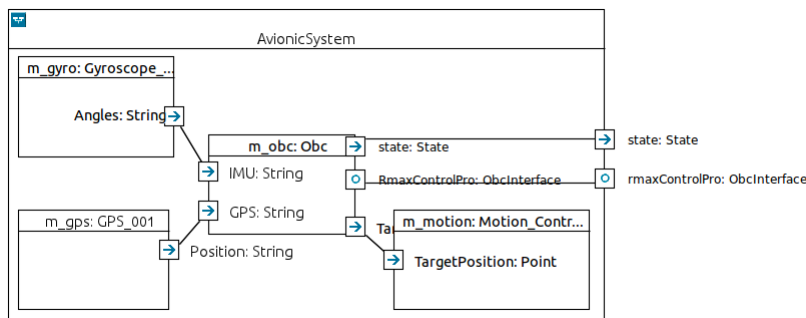 AvionicSystem
m_gyro: Gyroscope_...
Angles: String
m_obc: Obc
state: State
state: State
IMU: String
RmaxControlPro: ObcInterface
rmaxControlPro: ObcInterface
GPS: String
m_gps: GPS_001
m_motion: Motion_Contr...
Position: String
TargetPosition: Point